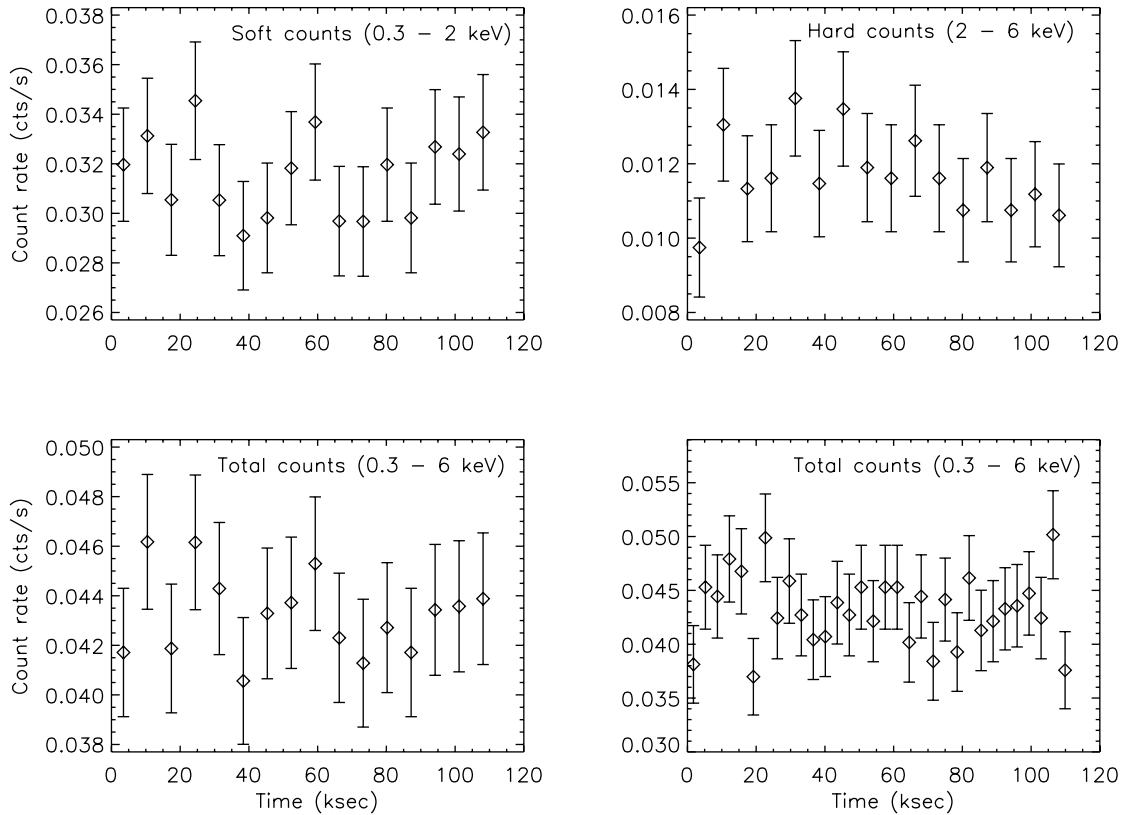 Soft counts (0.3 – 2 keV)
Count rate (cts/s)
0.038
0.036
0.034
0.032
0.030
0.028
0.026
0 20 40 60 80 100 120
Hard counts (2 – 6 keV)
0.016
0.014
0.012
0.010
0.008
0 20 40 60 80 100 120
Total counts (0.3 – 6 keV)
Count rate (cts/s)
0.050
0.048
0.046
0.044
0.042
0.040
0.038
0 20 40 60 80 100 120
Time (ksec)
Total counts (0.3 – 6 keV)
0.055
0.050
0.045
0.040
0.035
0.030
0 20 40 60 80 100 120
Time (ksec)